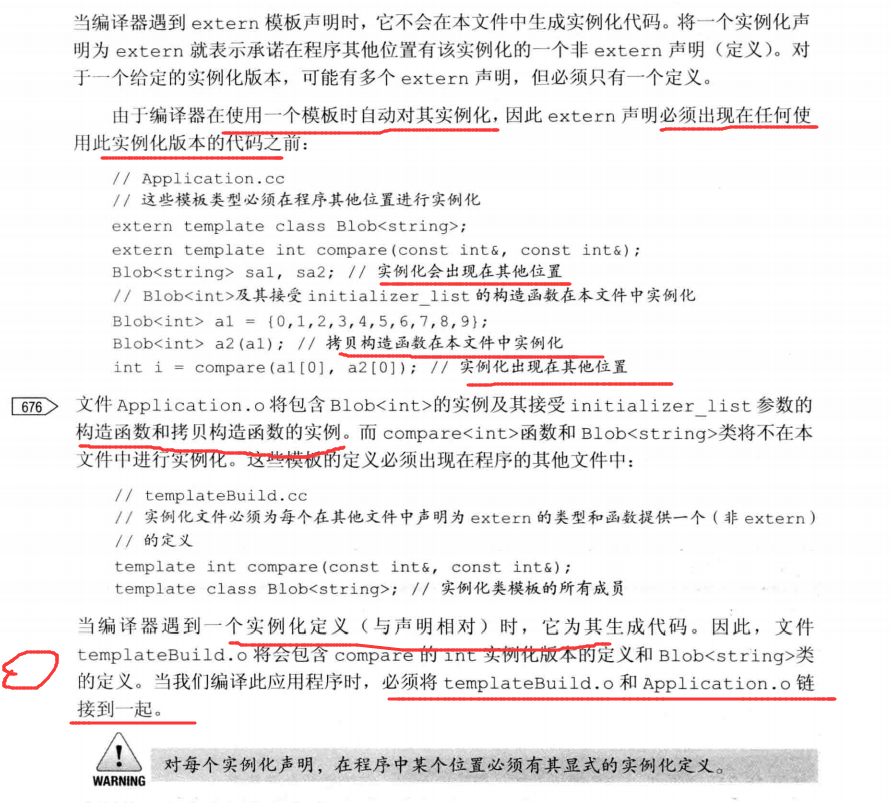 当编译器遇到 extern 模板声明时，它不会在本文件中生成实例化代码。将一个实例化声
明为 extern 就表示承诺在程序其他位置有该实例化的一个非 extern 声明（定义）。对
于一个给定的实例化版本，可能有多个 extern 声明，但必须只有一个定义。
由于编译器在使用一个模板时自动对其实例化，因此 extern 声明必须出现在任何使
用此实例化版本的代码之前：
// Application.cc
// 这些模板类型必须在程序其他位置进行实例化
extern template class Blob<string>;
extern template int compare(const int&, const int&);
Blob<string> sa1, sa2; // 实例化会出现在其他位置
// Blob<int>及其接受 initializer_list 的构造函数在本文件中实例化
Blob<int> a1 = {0,1,2,3,4,5,6,7,8,9};
Blob<int> a2(a1); // 拷贝构造函数在本文件中实例化
int i = compare(a1[0], a2[0]); // 实例化出现在其他位置
676 文件 Application.o 将包含 Blob<int>的实例及其接受 initializer_list 参数的
构造函数和拷贝构造函数的实例。而 compare<int>函数和 Blob<string>类将不在本
文件中进行实例化。这些模板的定义必须出现在程序的其他文件中：
// templateBuild.cc
// 实例化文件必须为每个在其他文件中声明为 extern 的类型和函数提供一个（非 extern）
// 的定义
template int compare(const int&, const int&);
template class Blob<string>; // 实例化类模板的所有成员
当编译器遇到一个实例化定义（与声明相对）时，它为其生成代码。因此，文件
templateBuild.o 将会包含 compare 的 int 实例化版本的定义和 Blob<string>类
的定义。当我们编译此应用程序时，必须将 templateBuild.o 和 Application.o 链
接到一起。
! WARNING 对每个实例化声明，在程序中某个位置必须有其显式的实例化定义。